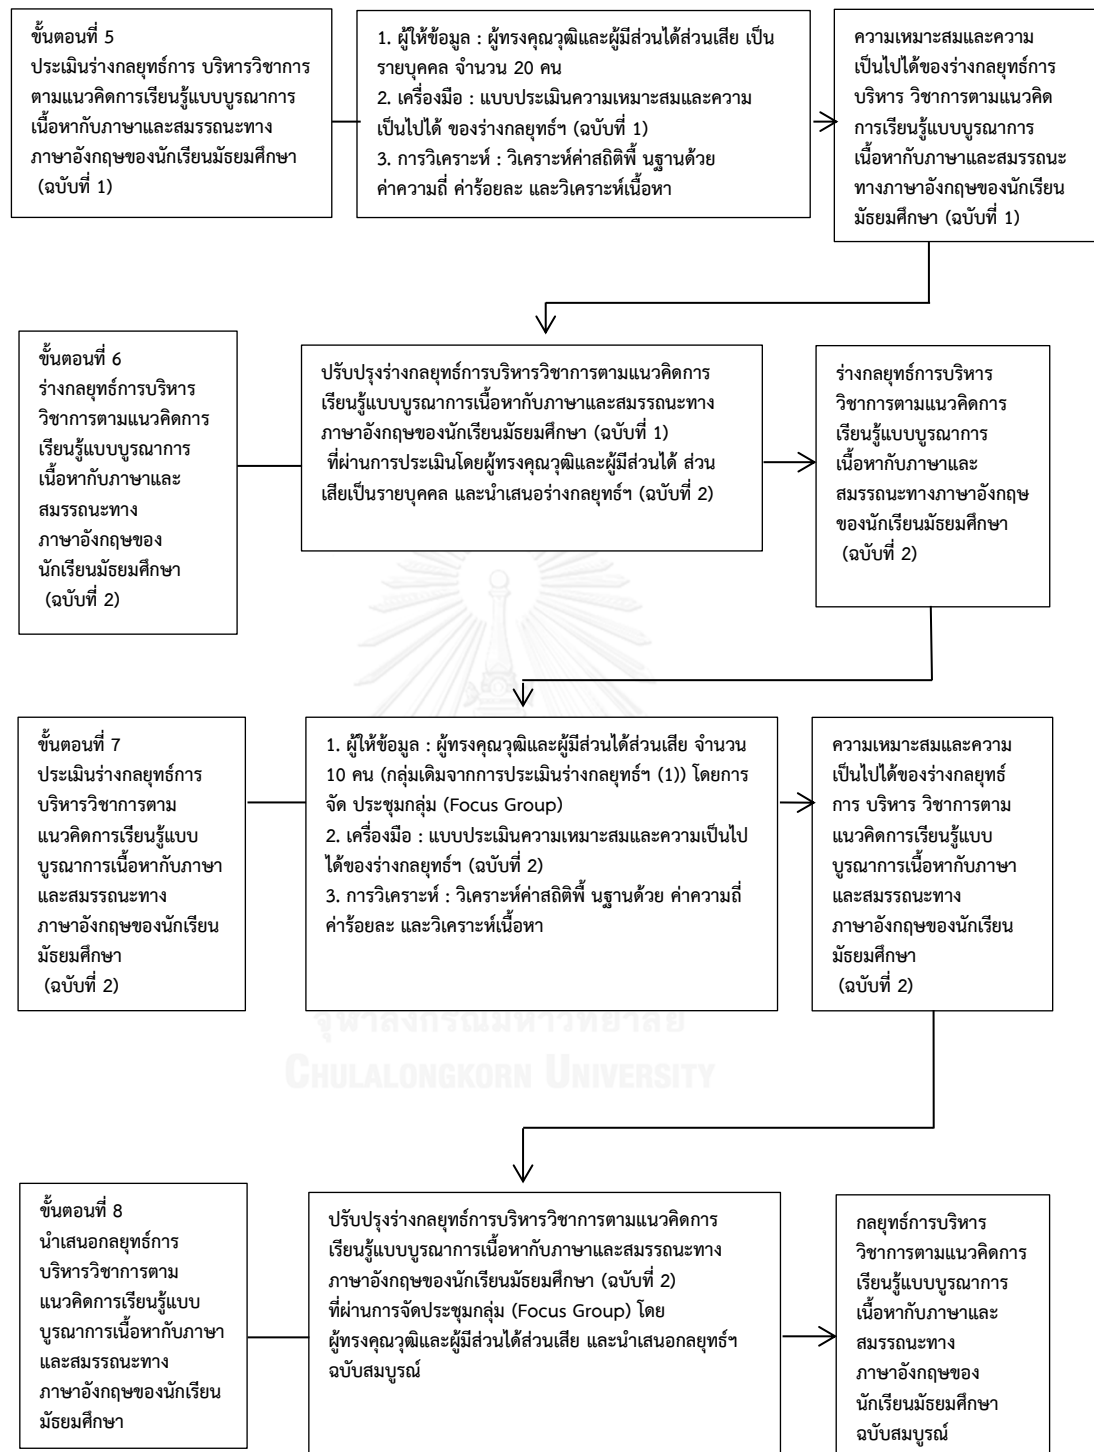 ขั้นตอนที่ 5
ประเมินร่างกลยุทธ์การ บริหารวิชาการ
ตามแนวคิดการเรียนรู้แบบบูรณาการ
เนื้อหากับภาษาและสมรรถนะทาง
ภาษาอังกฤษของนักเรียนมัธยมศึกษา
(ฉบับที่ 1)
1. ผู้ให้ข้อมูล : ผู้ทรงคุณวุฒิและผู้มีส่วนได้ส่วนเสีย เป็น
รายบุคคล จำนวน 20 คน
2. เครื่องมือ : แบบประเมินความเหมาะสมและความ
เป็นไปได้ ของร่างกลยุทธ์ฯ (ฉบับที่ 1)
3. การวิเคราะห์ : วิเคราะห์ค่าสถิติพื้ นฐานด้วย
ค่าความถี่ ค่าร้อยละ และวิเคราะห์เนื้อหา
ความเหมาะสมและความ
เป็นไปได้ของร่างกลยุทธ์การ
บริหาร วิชาการตามแนวคิด
การเรียนรู้แบบบูรณาการ
เนื้อหากับภาษาและสมรรถนะ
ทางภาษาอังกฤษของนักเรียน
มัธยมศึกษา (ฉบับที่ 1)
ขั้นตอนที่ 6
ร่างกลยุทธ์การบริหาร
วิชาการตามแนวคิดการ
เรียนรู้แบบบูรณาการ
เนื้อหากับภาษาและ
สมรรถนะทาง
ภาษาอังกฤษของ
นักเรียนมัธยมศึกษา
(ฉบับที่ 2)
ปรับปรุงร่างกลยุทธ์การบริหารวิชาการตามแนวคิดการ
เรียนรู้แบบบูรณาการเนื้อหากับภาษาและสมรรถนะทาง
ภาษาอังกฤษของนักเรียนมัธยมศึกษา (ฉบับที่ 1)
ที่ผ่านการประเมินโดยผู้ทรงคุณวุฒิและผู้มีส่วนได้ ส่วน
เสียเป็นรายบุคคล และนำเสนอร่างกลยุทธ์ฯ (ฉบับที่ 2)
ร่างกลยุทธ์การบริหาร
วิชาการตามแนวคิดการ
เรียนรู้แบบบูรณาการ
เนื้อหากับภาษาและ
สมรรถนะทางภาษาอังกฤษ
ของนักเรียนมัธยมศึกษา
(ฉบับที่ 2)
ขั้นตอนที่ 7
ประเมินร่างกลยุทธ์การ
บริหารวิชาการตาม
แนวคิดการเรียนรู้แบบ
บูรณาการเนื้อหากับภาษา
และสมรรถนะทาง
ภาษาอังกฤษของนักเรียน
มัธยมศึกษา
(ฉบับที่ 2)
1. ผู้ให้ข้อมูล : ผู้ทรงคุณวุฒิและผู้มีส่วนได้ส่วนเสีย จำนวน
10 คน (กลุ่มเดิมจากการประเมินร่างกลยุทธ์ฯ (1)) โดยการ
จัด ประชุมกลุ่ม (Focus Group)
2. เครื่องมือ : แบบประเมินความเหมาะสมและความเป็นไป
ได้ของร่างกลยุทธ์ฯ (ฉบับที่ 2)
3. การวิเคราะห์ : วิเคราะห์ค่าสถิติพื้ นฐานด้วย ค่าความถี่
ค่าร้อยละ และวิเคราะห์เนื้อหา
ความเหมาะสมและความ
เป็นไปได้ของร่างกลยุทธ์
การ บริหาร วิชาการตาม
แนวคิดการเรียนรู้แบบ
บูรณาการเนื้อหากับภาษา
และสมรรถนะทาง
ภาษาอังกฤษของนักเรียน
มัธยมศึกษา
(ฉบับที่ 2)
จุฬาลงกรณ์มหาวิทยาลัย
CHULALONGKORN UNIVERSITY
ขั้นตอนที่ 8
นำเสนอกลยุทธ์การ
บริหารวิชาการตาม
แนวคิดการเรียนรู้แบบ
บูรณาการเนื้อหากับภาษา
และสมรรถนะทาง
ภาษาอังกฤษของนักเรียน
มัธยมศึกษา
ปรับปรุงร่างกลยุทธ์การบริหารวิชาการตามแนวคิดการ
เรียนรู้แบบบูรณาการเนื้อหากับภาษาและสมรรถนะทาง
ภาษาอังกฤษของนักเรียนมัธยมศึกษา (ฉบับที่ 2)
ที่ผ่านการจัดประชุมกลุ่ม (Focus Group) โดย
ผู้ทรงคุณวุฒิและผู้มีส่วนได้ส่วนเสีย และนำเสนอกลยุทธ์ฯ
ฉบับสมบูรณ์
กลยุทธ์การบริหาร
วิชาการตามแนวคิดการ
เรียนรู้แบบบูรณาการ
เนื้อหากับภาษาและ
สมรรถนะทาง
ภาษาอังกฤษของ
นักเรียนมัธยมศึกษา
ฉบับสมบูรณ์